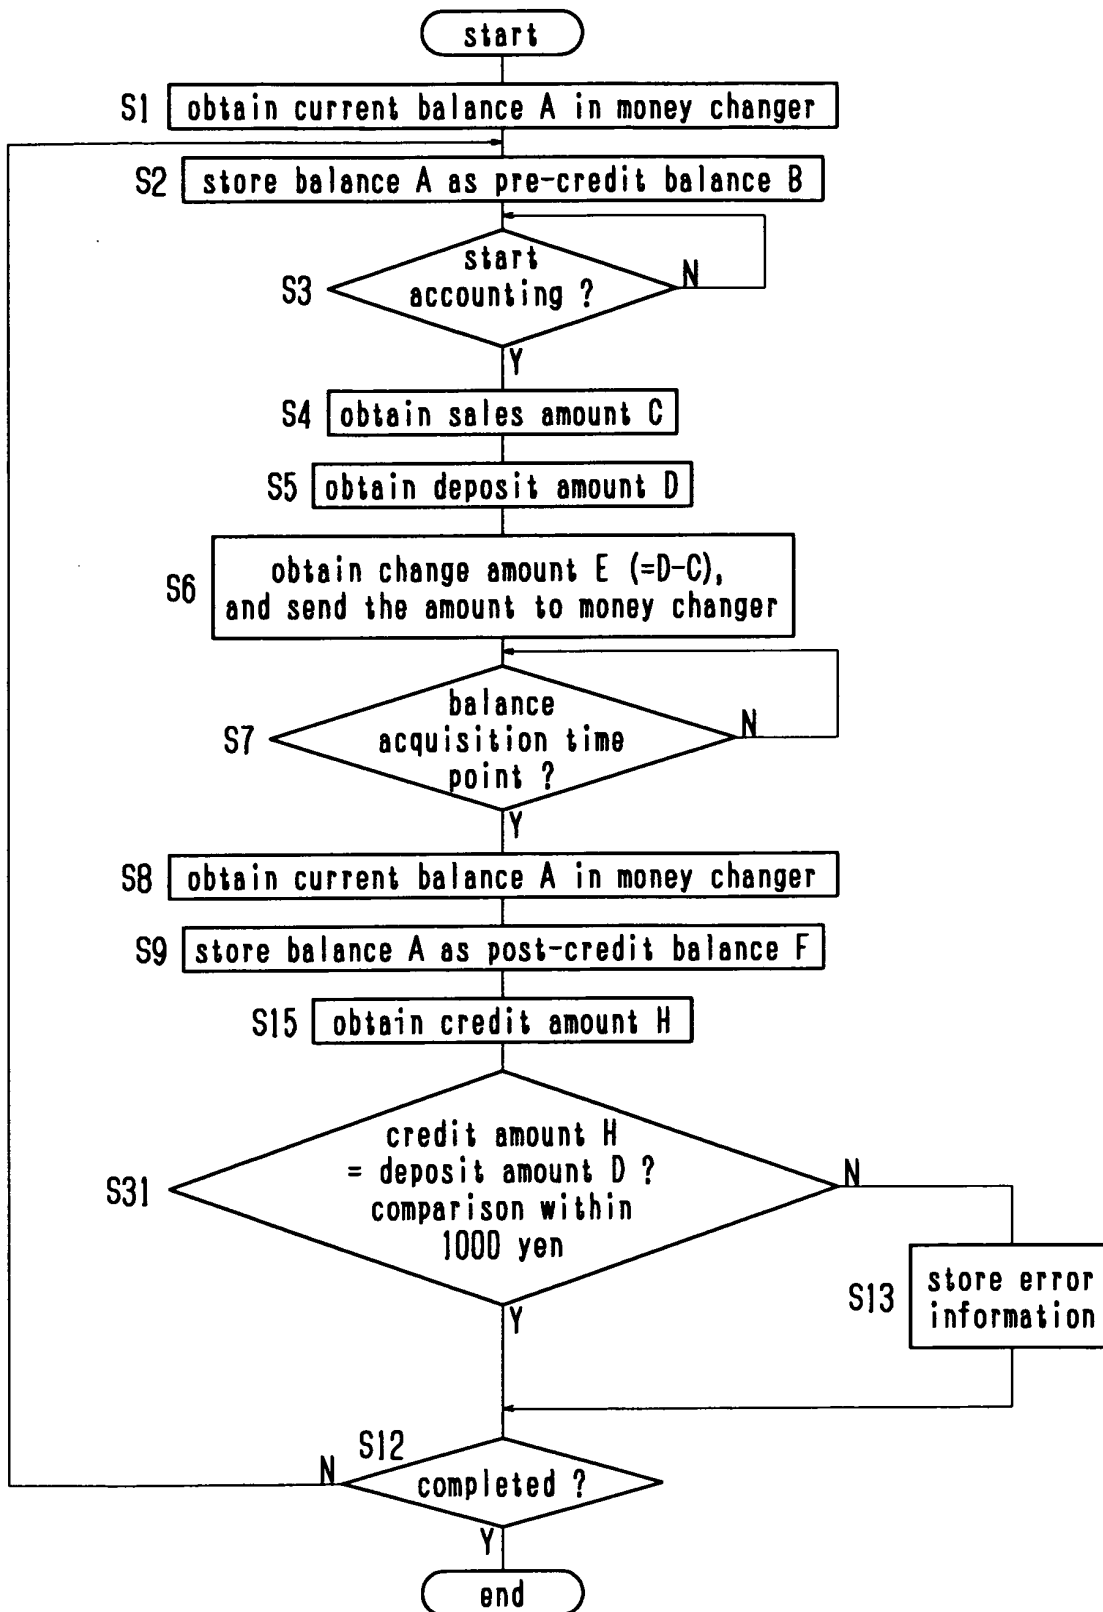 start
S1 obtain current balance A in money changer
S2 store balance A as pre-credit balance B
start
S3 accounting ? N
Y
S4 obtain sales amount C
S5 obtain deposit amount D
obtain change amount E (=D-C),
S6
and send the amount to money changer
balance
S7 acquisition time N
point ?
Y
S8 obtain current balance A in money changer
S9 store balance A as post-credit balance F
S15 obtain credit amount H
credit amount H
= deposit amount D ? N
S31
comparison within
1000 yen
Y
store error
S13
information
S12
N completed ?
Y
end